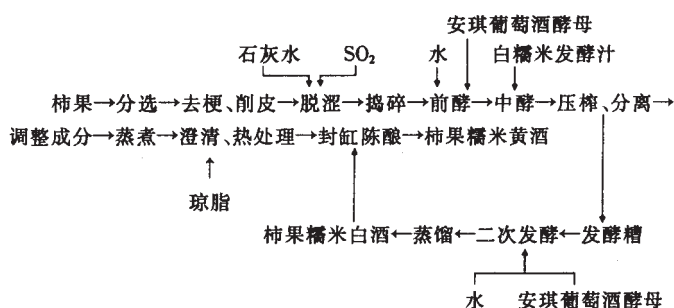 安琪葡萄酒酵母
石灰水 SO₂ 水 白糯米发酵汁
柿果→分选→去梗、削皮→脱涩→捣碎→前酵→中酵→压榨、分离→
调整成分→蒸煮→澄清、热处理→封缸陈酿→柿果糯米黄酒
琼脂
柿果糯米白酒←蒸馏←二次发酵←发酵糟
水 安琪葡萄酒酵母